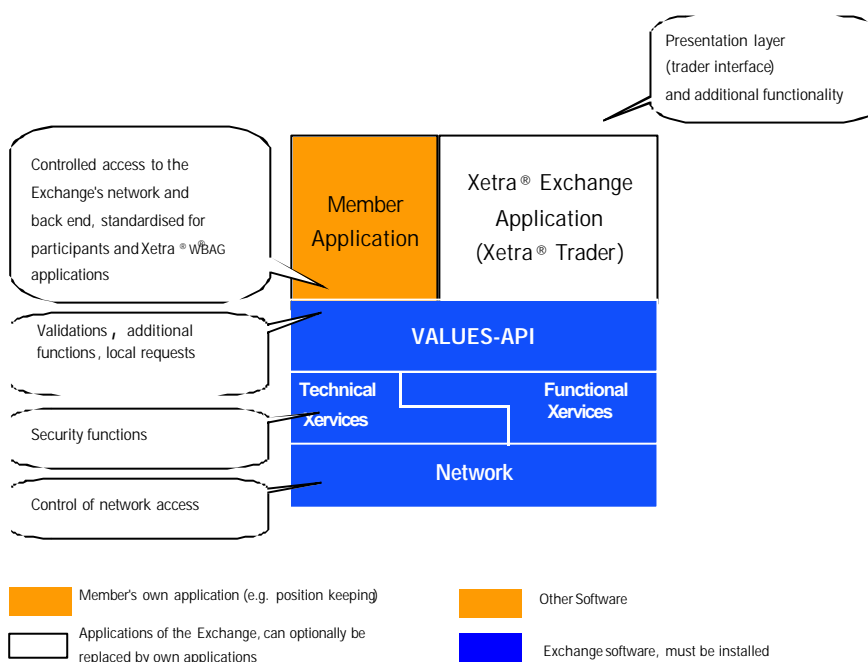 Presentation layer
(trader interface)
and additional functionality
Controlled access to the
Exchange's network and
back end, standardised for
participants and Xetra ® WBAG ®
applications
Member
Application
Xetra ® Exchange
Application
(Xetra ® Trader)
Validations , additional
functions, local requests
VALUES-API
Technical
Xervices
Functional
Xervices
Security functions
Network
Control of network access
Member's own application (e.g. position keeping)
Other Software
Applications of the Exchange, can optionally be
replaced by own applications
Exchange software, must be installed